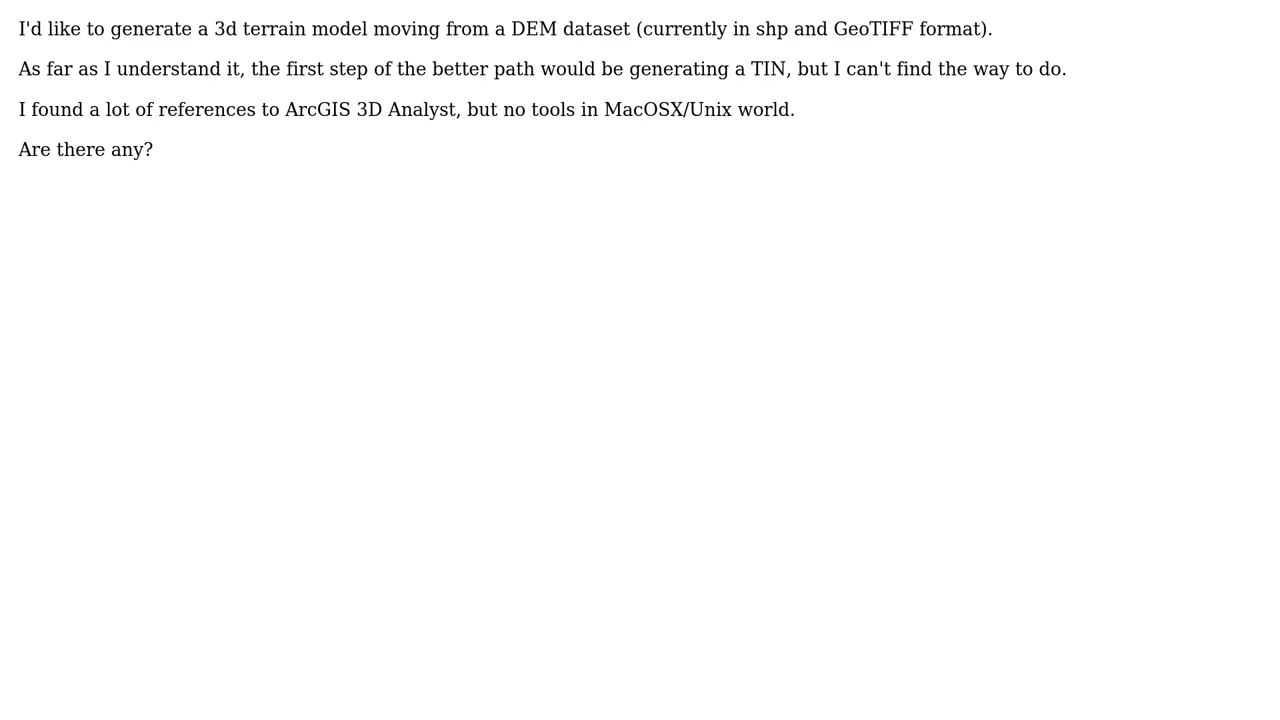 I'd like to generate a 3d terrain model moving from a DEM dataset (currently in shp and GeoTIFF format).
As far as I understand it, the first step of the better path would be generating a TIN, but I can't find the way to do.
I found a lot of references to ArcGIS 3D Analyst, but no tools in MacOSX/Unix world.
Are there any?